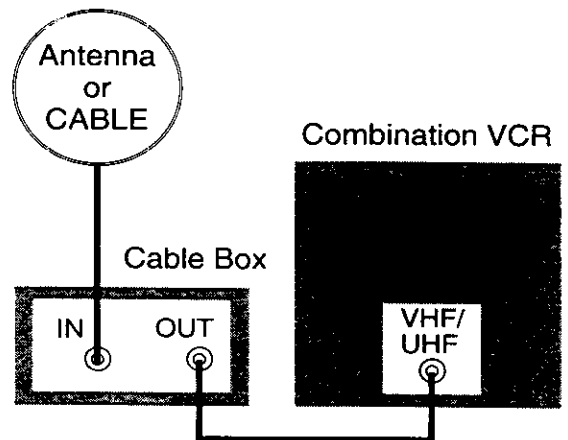 Antenna
or
CABLE
Combination VCR
Cable Box
IN
OUT
VHF/
UHF